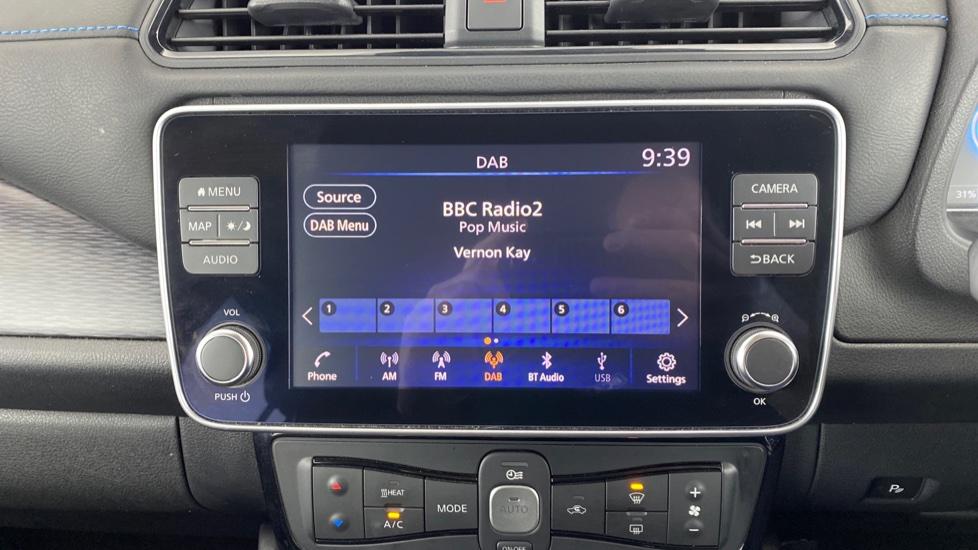 DAB
9:39
Source
DAB Menu
BBC Radio2
Pop Music
Vernon Kay
1 2 3 4 5 6
Phone
AM
FM
DAB
BT Audio
USB
Settings
MENU
MAP
AUDIO
VOL
PUSH
CAMERA
BACK
OK
31%
HEAT
A/C
MODE
AUTO
ON·OFF
P